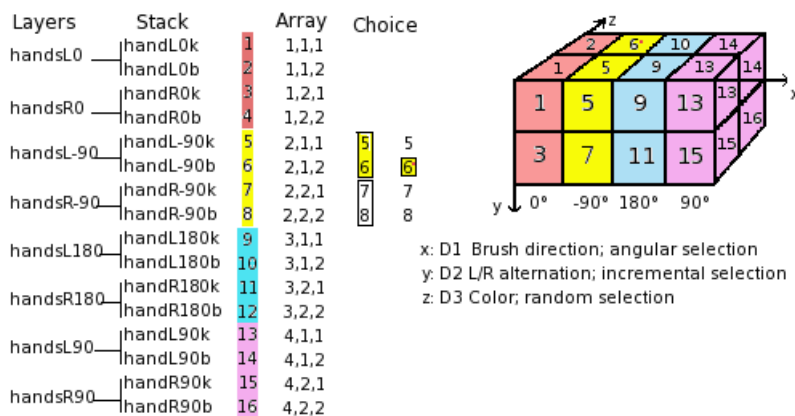 Layers Stack Array Choice
handsL0
handL0k 1 1,1,1
handL0b 2 1,1,2
handsR0
handR0k 3 1,2,1
handR0b 4 1,2,2
handsL-90
handL-90k 5 2,1,1 5 5
handL-90b 6 2,1,2 6 6*
handsR-90
handR-90k 7 2,2,1 7 7
handR-90b 8 2,2,2 8 8
handsL180
handL180k 9 3,1,1
handL180b 10 3,1,2
handsR180
handR180k 11 3,2,1
handR180b 12 3,2,2
handsL90
handL90k 13 4,1,1
handL90b 14 4,1,2
handsR90
handR90k 15 4,2,1
handR90b 16 4,2,2
z
2 6* 10 14
1 5 9 13 14
x
1 5 9 13 13
16
3 7 11 15 15
y 0° -90° 180° 90°
x: D1 Brush direction; angular selection
y: D2 L/R alternation; incremental selection
z: D3 Color; random selection